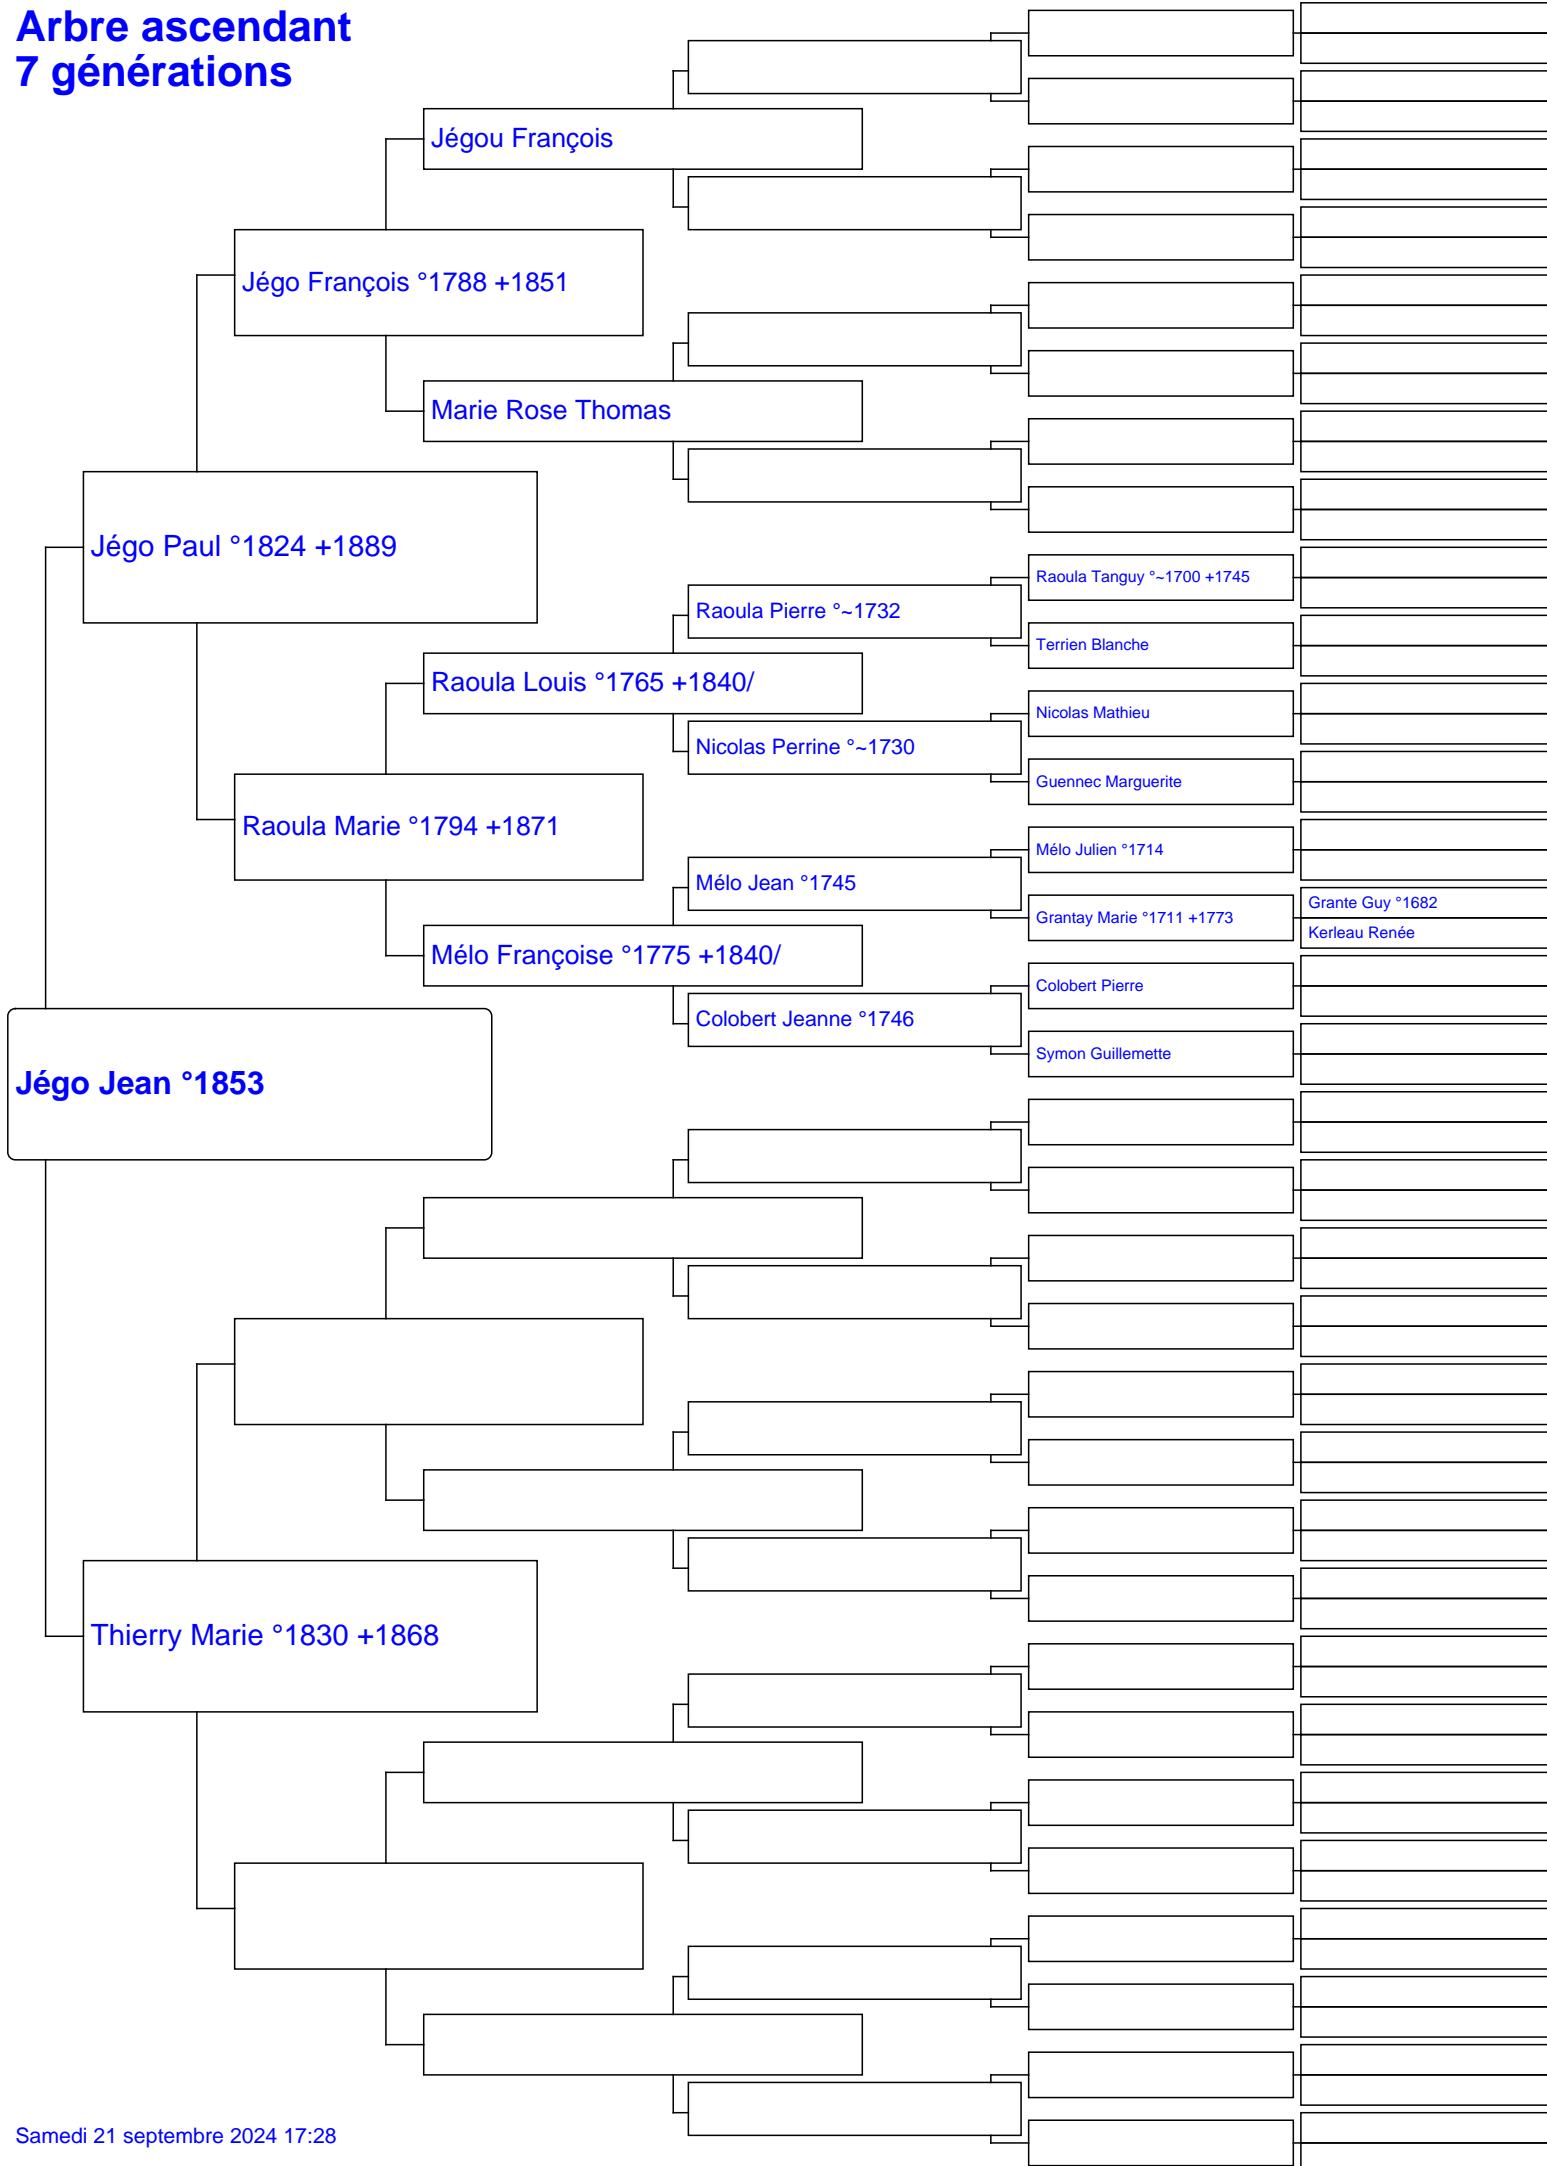 Arbre ascendant
7 générations
Jégou François
Jégo François °1788 +1851
Marie Rose Thomas
Jégo Paul °1824 +1889
Raoula Tanguy °~1700 +1745
Raoula Pierre °~1732
Terrien Blanche
Raoula Louis °1765 +1840/
Nicolas Mathieu
Nicolas Perrine °~1730
Guennec Marguerite
Raoula Marie °1794 +1871
Mélo Julien °1714
Mélo Jean °1745
Grantay Marie °1711 +1773
Grante Guy °1682
Kerleau Renée
Mélo Françoise °1775 +1840/
Colobert Pierre
Colobert Jeanne °1746
Symon Guillemette
Jégo Jean °1853
Thierry Marie °1830 +1868
Samedi 21 septembre 2024 17:28